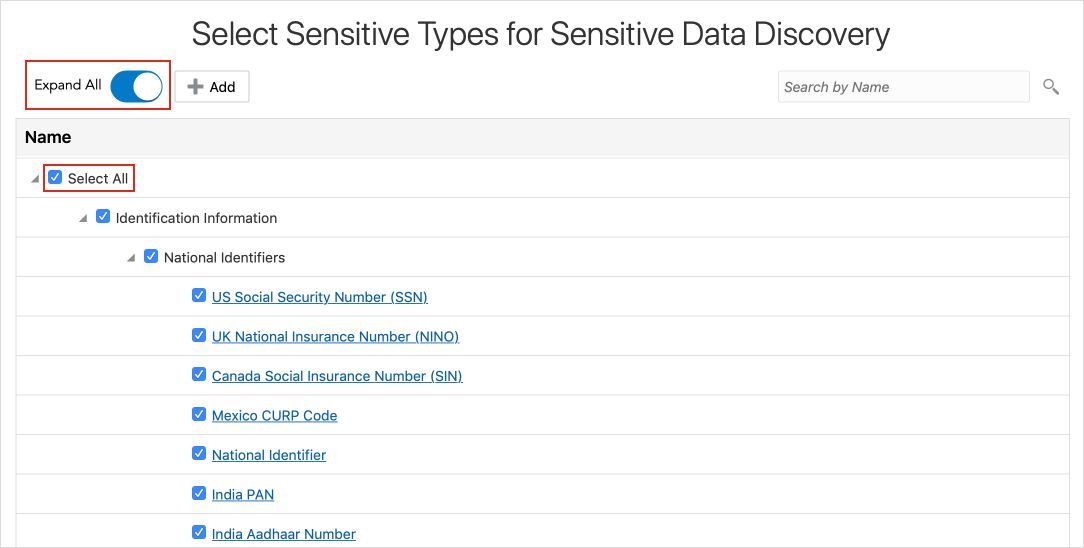 Select Sensitive Types for Sensitive Data Discovery
Expand All
Add
Search by Name
Name
Select All
Identification Information
National Identifiers
US Social Security Number (SSN)
UK National Insurance Number (NINO)
Canada Social Insurance Number (SIN)
Mexico CURP Code
National Identifier
India PAN
India Aadhaar Number